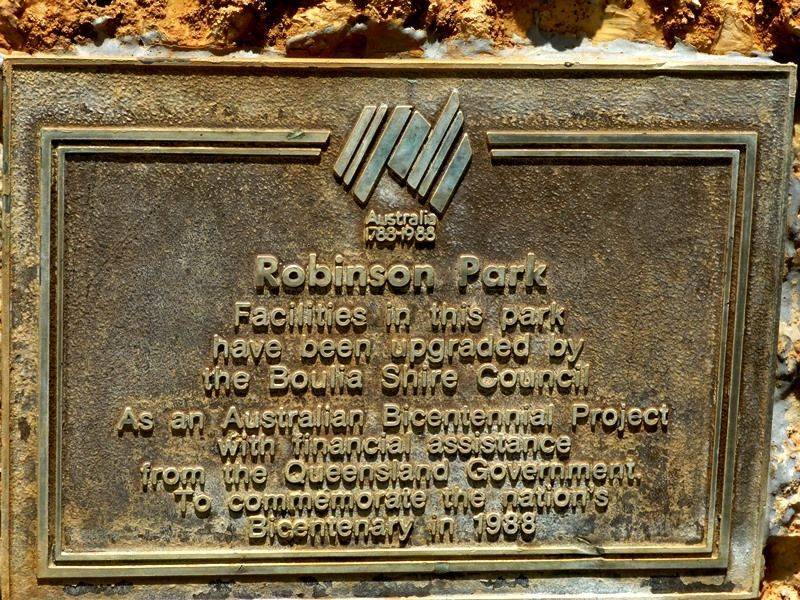 Australia
1788-1988
Robinson Park
Facilities in this park
have been upgraded by
the Boulia Shire Council
As an Australian Bicentennial Project
with financial assistance
from the Queensland Government.
To commemorate the nation's
Bicentenary in 1988